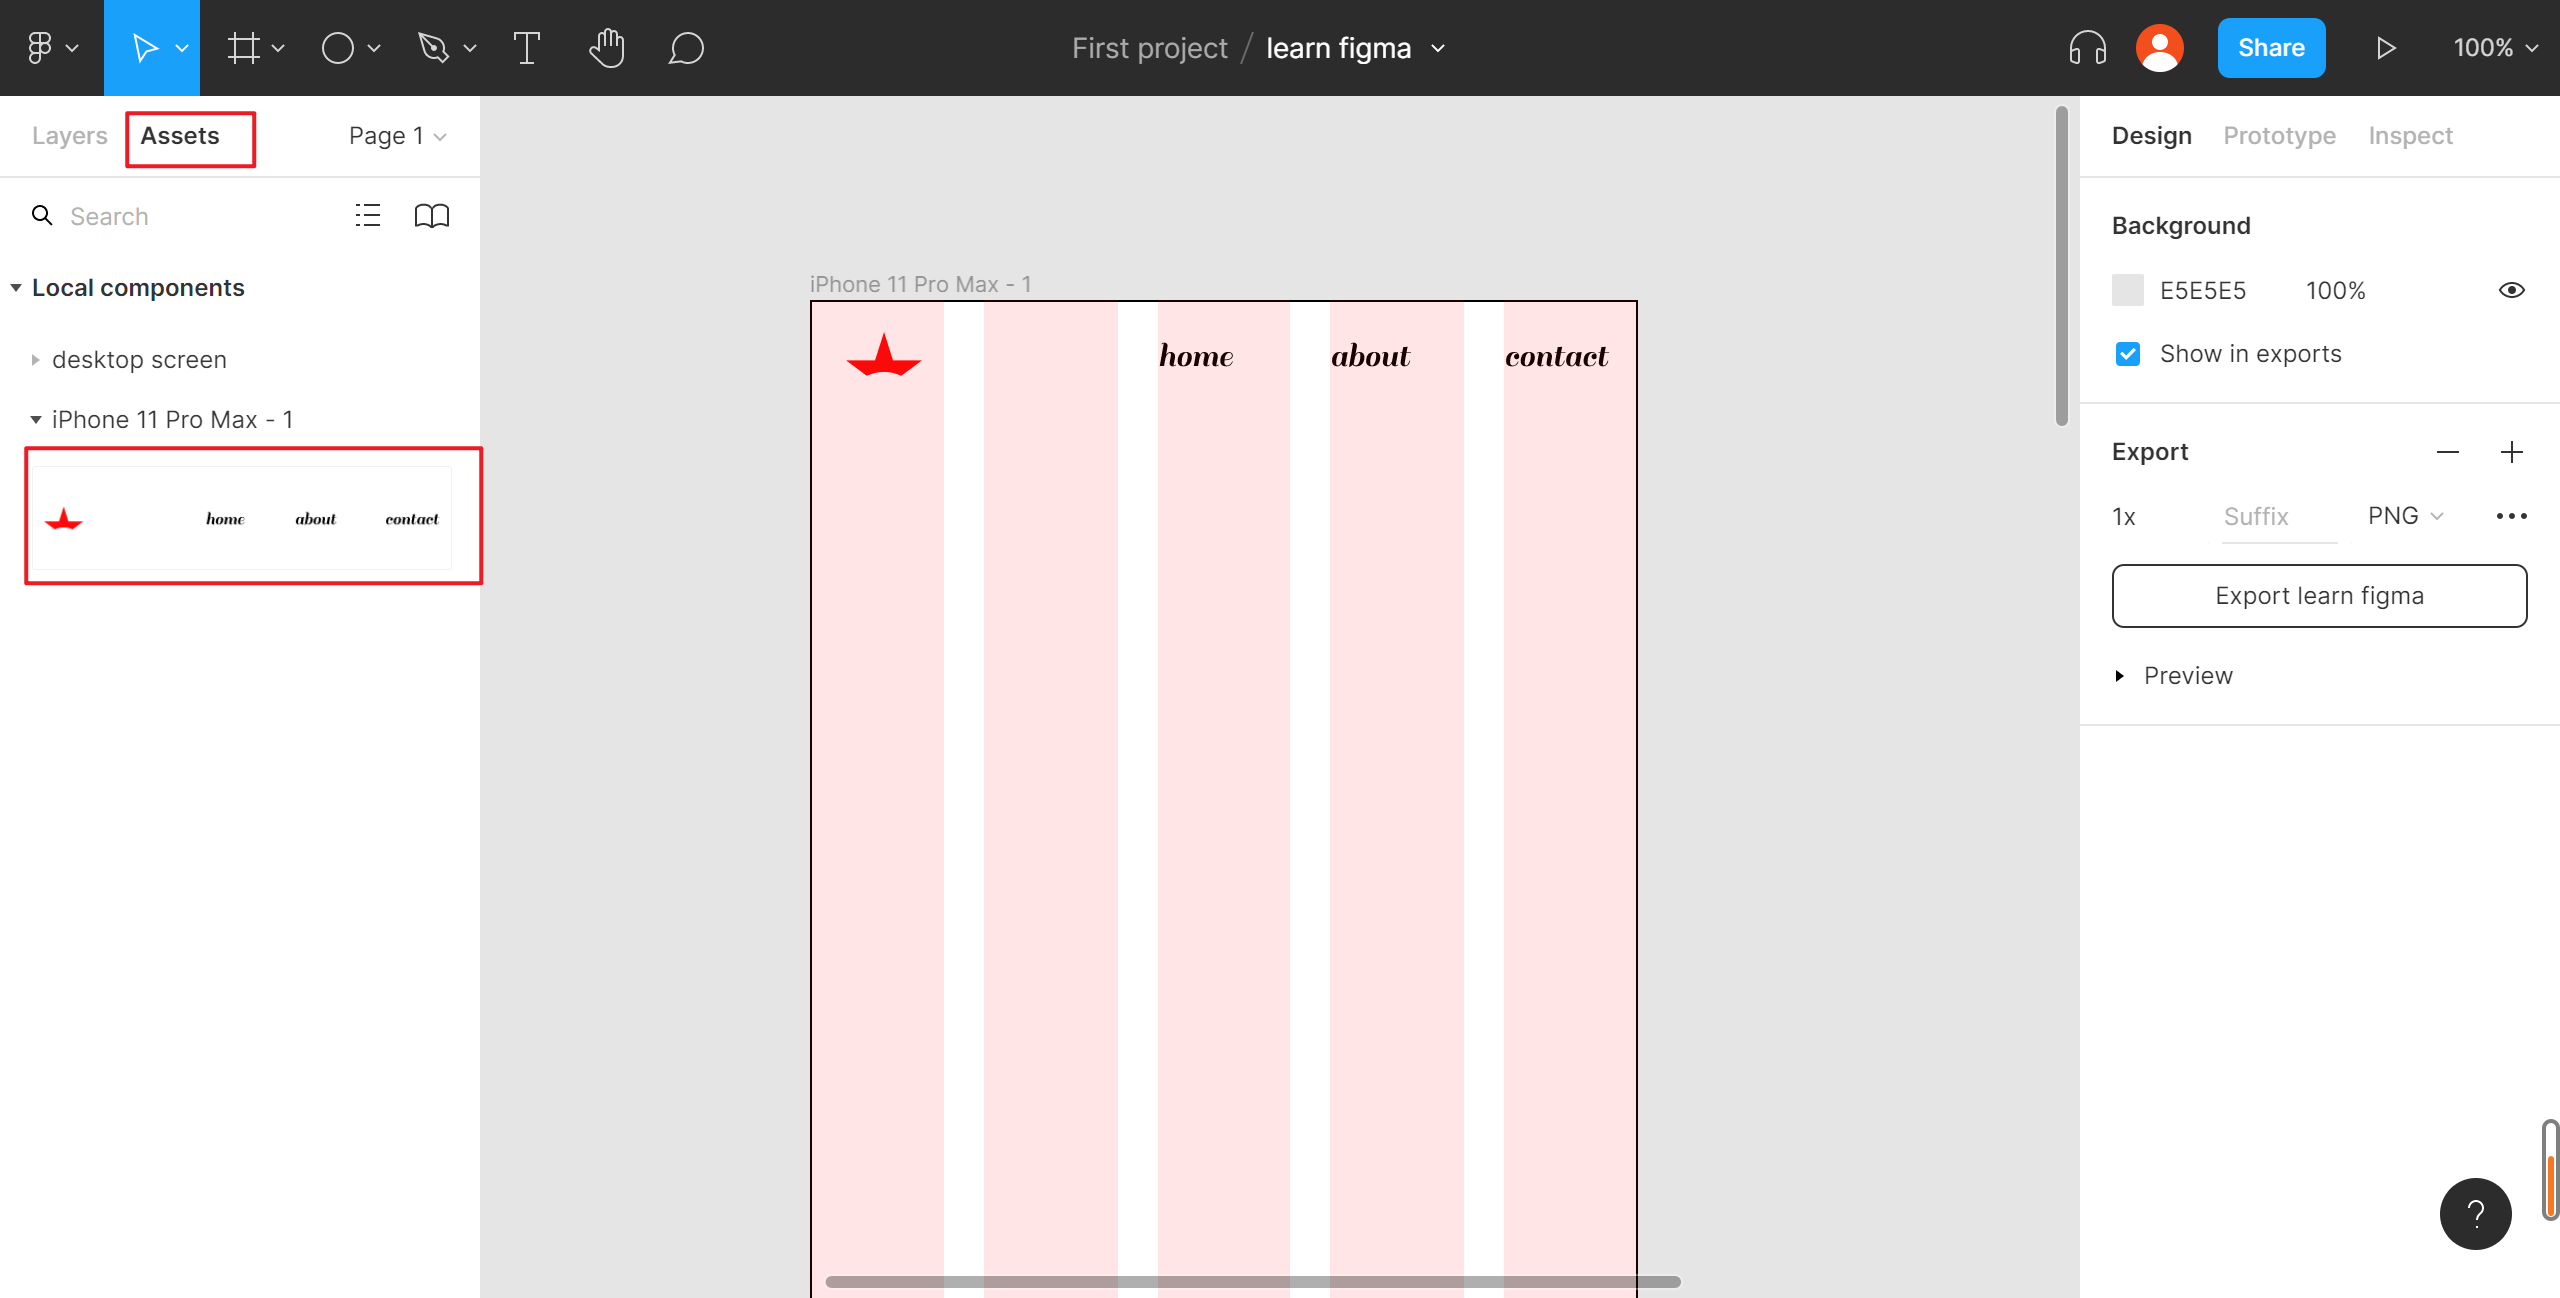 First project / learn figma
Share
100%
Layers
Assets
Page 1
Search
Local components
desktop screen
iPhone 11 Pro Max - 1
home about contact
iPhone 11 Pro Max - 1
home about contact
Design Prototype Inspect
Background
E5E5E5 100%
Show in exports
Export
1x Suffix PNG
Export learn figma
Preview
?